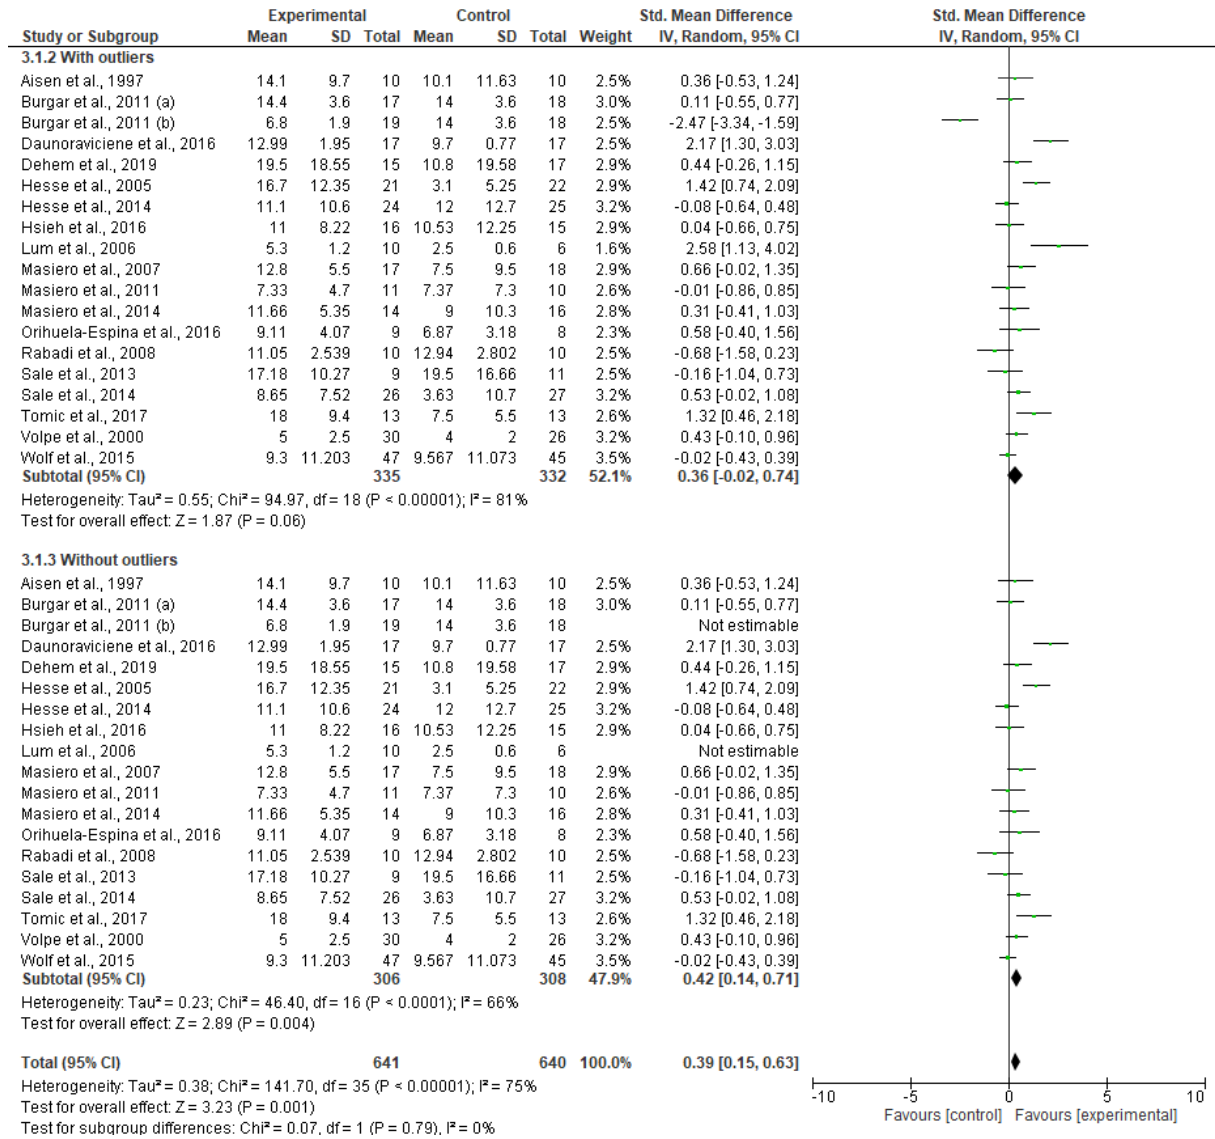 Experimental Control Std. Mean Difference Std. Mean Difference
Study or Subgroup Mean SD Total Mean SD Total Weight IV, Random, 95% CI IV, Random, 95% CI
3.1.2 With outliers
Aisen et al., 1997 14.1 9.7 10 10.1 11.63 10 2.5% 0.36 [-0.53, 1.24]
Burgar et al., 2011 (a) 14.4 3.6 17 14 3.6 18 3.0% 0.11 [-0.55, 0.77]
Burgar et al., 2011 (b) 6.8 1.9 19 14 3.6 18 2.5% -2.47 [-3.34, -1.59]
Daunoraviciene et al., 2016 12.99 1.95 17 9.7 0.77 17 2.5% 2.17 [1.30, 3.03]
Dehem et al., 2019 19.5 18.55 15 10.8 19.58 17 2.9% 0.44 [-0.26, 1.15]
Hesse et al., 2005 16.7 12.35 21 3.1 5.25 22 2.9% 1.42 [0.74, 2.09]
Hesse et al., 2014 11.1 10.6 24 12 12.7 25 3.2% -0.08 [-0.64, 0.48]
Hsieh et al., 2016 11 8.22 16 10.53 12.25 15 2.9% 0.04 [-0.66, 0.75]
Lum et al., 2006 5.3 1.2 10 2.5 0.6 6 1.6% 2.58 [1.13, 4.02]
Masiero et al., 2007 12.8 5.5 17 7.5 9.5 18 2.9% 0.66 [-0.02, 1.35]
Masiero et al., 2011 7.33 4.7 11 7.37 7.3 10 2.6% -0.01 [-0.86, 0.85]
Masiero et al., 2014 11.66 5.35 14 9 10.3 16 2.8% 0.31 [-0.41, 1.03]
Orihuela-Espina et al., 2016 9.11 4.07 9 6.87 3.18 8 2.3% 0.58 [-0.40, 1.56]
Rabadi et al., 2008 11.05 2.539 10 12.94 2.802 10 2.5% -0.68 [-1.58, 0.23]
Sale et al., 2013 17.18 10.27 9 19.5 16.66 11 2.5% -0.16 [-1.04, 0.73]
Sale et al., 2014 8.65 7.52 26 3.63 10.7 27 3.2% 0.53 [-0.02, 1.08]
Tomic et al., 2017 18 9.4 13 7.5 5.5 13 2.6% 1.32 [0.46, 2.18]
Volpe et al., 2000 5 2.5 30 4 2 26 3.2% 0.43 [-0.10, 0.96]
Wolf et al., 2015 9.3 11.203 47 9.567 11.073 45 3.5% -0.02 [-0.43, 0.39]
Subtotal (95% CI) 335 332 52.1% 0.36 [-0.02, 0.74]
Heterogeneity: Tau² = 0.55; Chi² = 94.97, df = 18 (P < 0.00001); I² = 81%
Test for overall effect: Z = 1.87 (P = 0.06)
3.1.3 Without outliers
Aisen et al., 1997 14.1 9.7 10 10.1 11.63 10 2.5% 0.36 [-0.53, 1.24]
Burgar et al., 2011 (a) 14.4 3.6 17 14 3.6 18 3.0% 0.11 [-0.55, 0.77]
Burgar et al., 2011 (b) 6.8 1.9 19 14 3.6 18 Not estimable
Daunoraviciene et al., 2016 12.99 1.95 17 9.7 0.77 17 2.5% 2.17 [1.30, 3.03]
Dehem et al., 2019 19.5 18.55 15 10.8 19.58 17 2.9% 0.44 [-0.26, 1.15]
Hesse et al., 2005 16.7 12.35 21 3.1 5.25 22 2.9% 1.42 [0.74, 2.09]
Hesse et al., 2014 11.1 10.6 24 12 12.7 25 3.2% -0.08 [-0.64, 0.48]
Hsieh et al., 2016 11 8.22 16 10.53 12.25 15 2.9% 0.04 [-0.66, 0.75]
Lum et al., 2006 5.3 1.2 10 2.5 0.6 6 Not estimable
Masiero et al., 2007 12.8 5.5 17 7.5 9.5 18 2.9% 0.66 [-0.02, 1.35]
Masiero et al., 2011 7.33 4.7 11 7.37 7.3 10 2.6% -0.01 [-0.86, 0.85]
Masiero et al., 2014 11.66 5.35 14 9 10.3 16 2.8% 0.31 [-0.41, 1.03]
Orihuela-Espina et al., 2016 9.11 4.07 9 6.87 3.18 8 2.3% 0.58 [-0.40, 1.56]
Rabadi et al., 2008 11.05 2.539 10 12.94 2.802 10 2.5% -0.68 [-1.58, 0.23]
Sale et al., 2013 17.18 10.27 9 19.5 16.66 11 2.5% -0.16 [-1.04, 0.73]
Sale et al., 2014 8.65 7.52 26 3.63 10.7 27 3.2% 0.53 [-0.02, 1.08]
Tomic et al., 2017 18 9.4 13 7.5 5.5 13 2.6% 1.32 [0.46, 2.18]
Volpe et al., 2000 5 2.5 30 4 2 26 3.2% 0.43 [-0.10, 0.96]
Wolf et al., 2015 9.3 11.203 47 9.567 11.073 45 3.5% -0.02 [-0.43, 0.39]
Subtotal (95% CI) 306 308 47.9% 0.42 [0.14, 0.71]
Heterogeneity: Tau² = 0.23; Chi² = 46.40, df = 16 (P < 0.0001); I² = 66%
Test for overall effect: Z = 2.89 (P = 0.004)
Total (95% CI) 641 640 100.0% 0.39 [0.15, 0.63]
Heterogeneity: Tau² = 0.38; Chi² = 141.70, df = 35 (P < 0.00001); I² = 75%
Test for overall effect: Z = 3.23 (P = 0.001)
Test for subgroup differences: Chi² = 0.07, df = 1 (P = 0.79), I² = 0%
-10 -5 0 5 10
Favours [control] Favours [experimental]